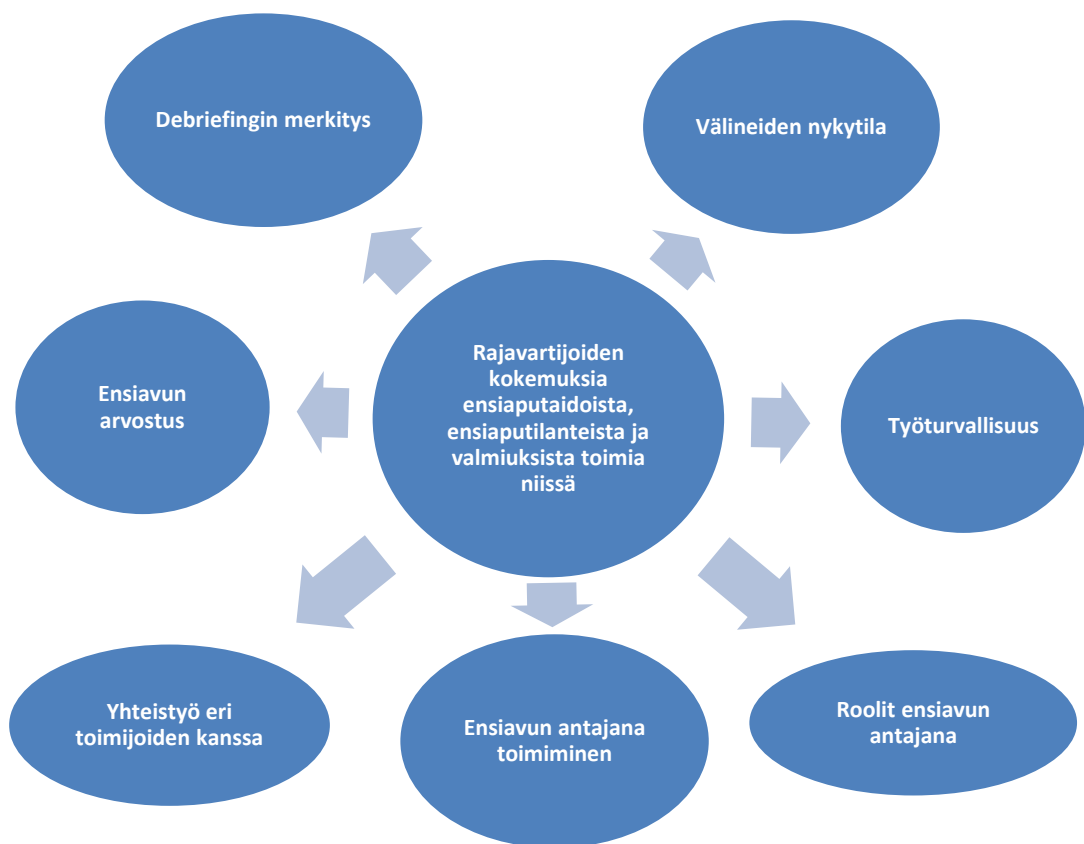 Debriefingin merkitys
Välineiden nykytila
Rajavartijoiden
kokemuksia
ensiaputaidoista,
ensiaputilanteista ja
valmiuksista toimia
niissä
Ensiavun
arvostus
Työturvallisuus
Yhteistyö eri
toimijoiden kanssa
Ensiavun antajana
toimiminen
Roolit ensiavun
antajana